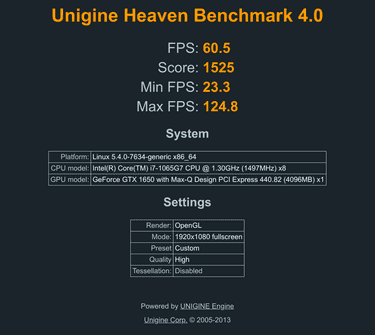 Unigine Heaven Benchmark 4.0
FPS: 60.5
Score: 1525
Min FPS: 23.3
Max FPS: 124.8
System
Platform: Linux 5.4.0-7634-generic x86_64
CPU model: Intel(R) Core(TM) i7-1065G7 CPU @ 1.30GHz (1497MHz) x8
GPU model: GeForce GTX 1650 with Max-Q Design PCI Express 440.82 (4096MB) x1
Settings
Render: OpenGL
Mode: 1920x1080 fullscreen
Preset Custom
Quality High
Tessellation: Disabled
Powered by UNIGINE Engine
Unigine Corp. © 2005-2013